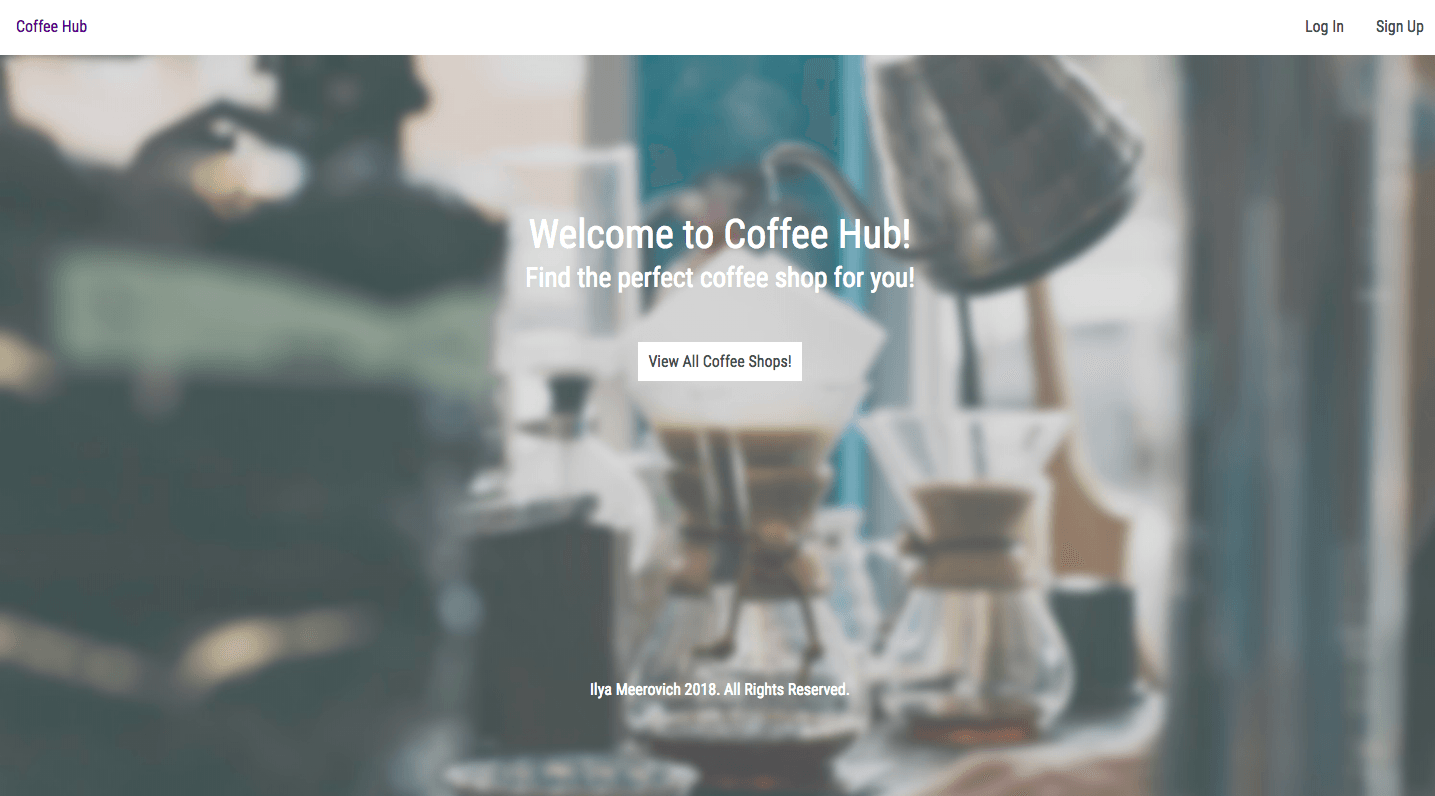 Coffee Hub
Log In
Sign Up
Welcome to Coffee Hub!
Find the perfect coffee shop for you!
View All Coffee Shops!
Ilya Meerovich 2018. All Rights Reserved.